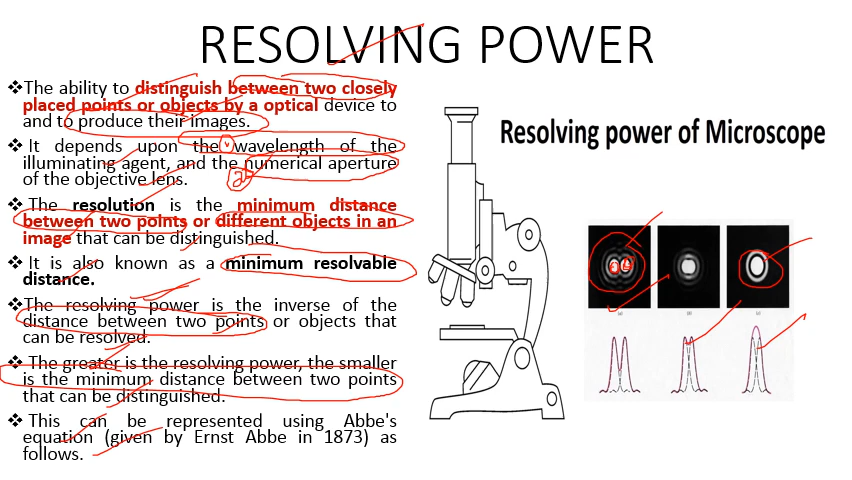 RESOLVING POWER
❖The ability to distinguish between two closely
placed points or objects by a optical device to
and to produce their images.
❖ It depends upon the wavelength of the
illuminating agent, and the numerical aperture
of the objective lens.
❖ The resolution is the minimum distance
between two points or different objects in an
image that can be distinguished.
❖ It is also known as a minimum resolvable
distance.
❖The resolving power is the inverse of the
distance between two points or objects that
can be resolved.
❖ The greater is the resolving power, the smaller
is the minimum distance between two points
that can be distinguished.
❖ This can be represented using Abbe's
equation (given by Ernst Abbe in 1873) as
follows.
Resolving power of Microscope
(a) (b) (c)